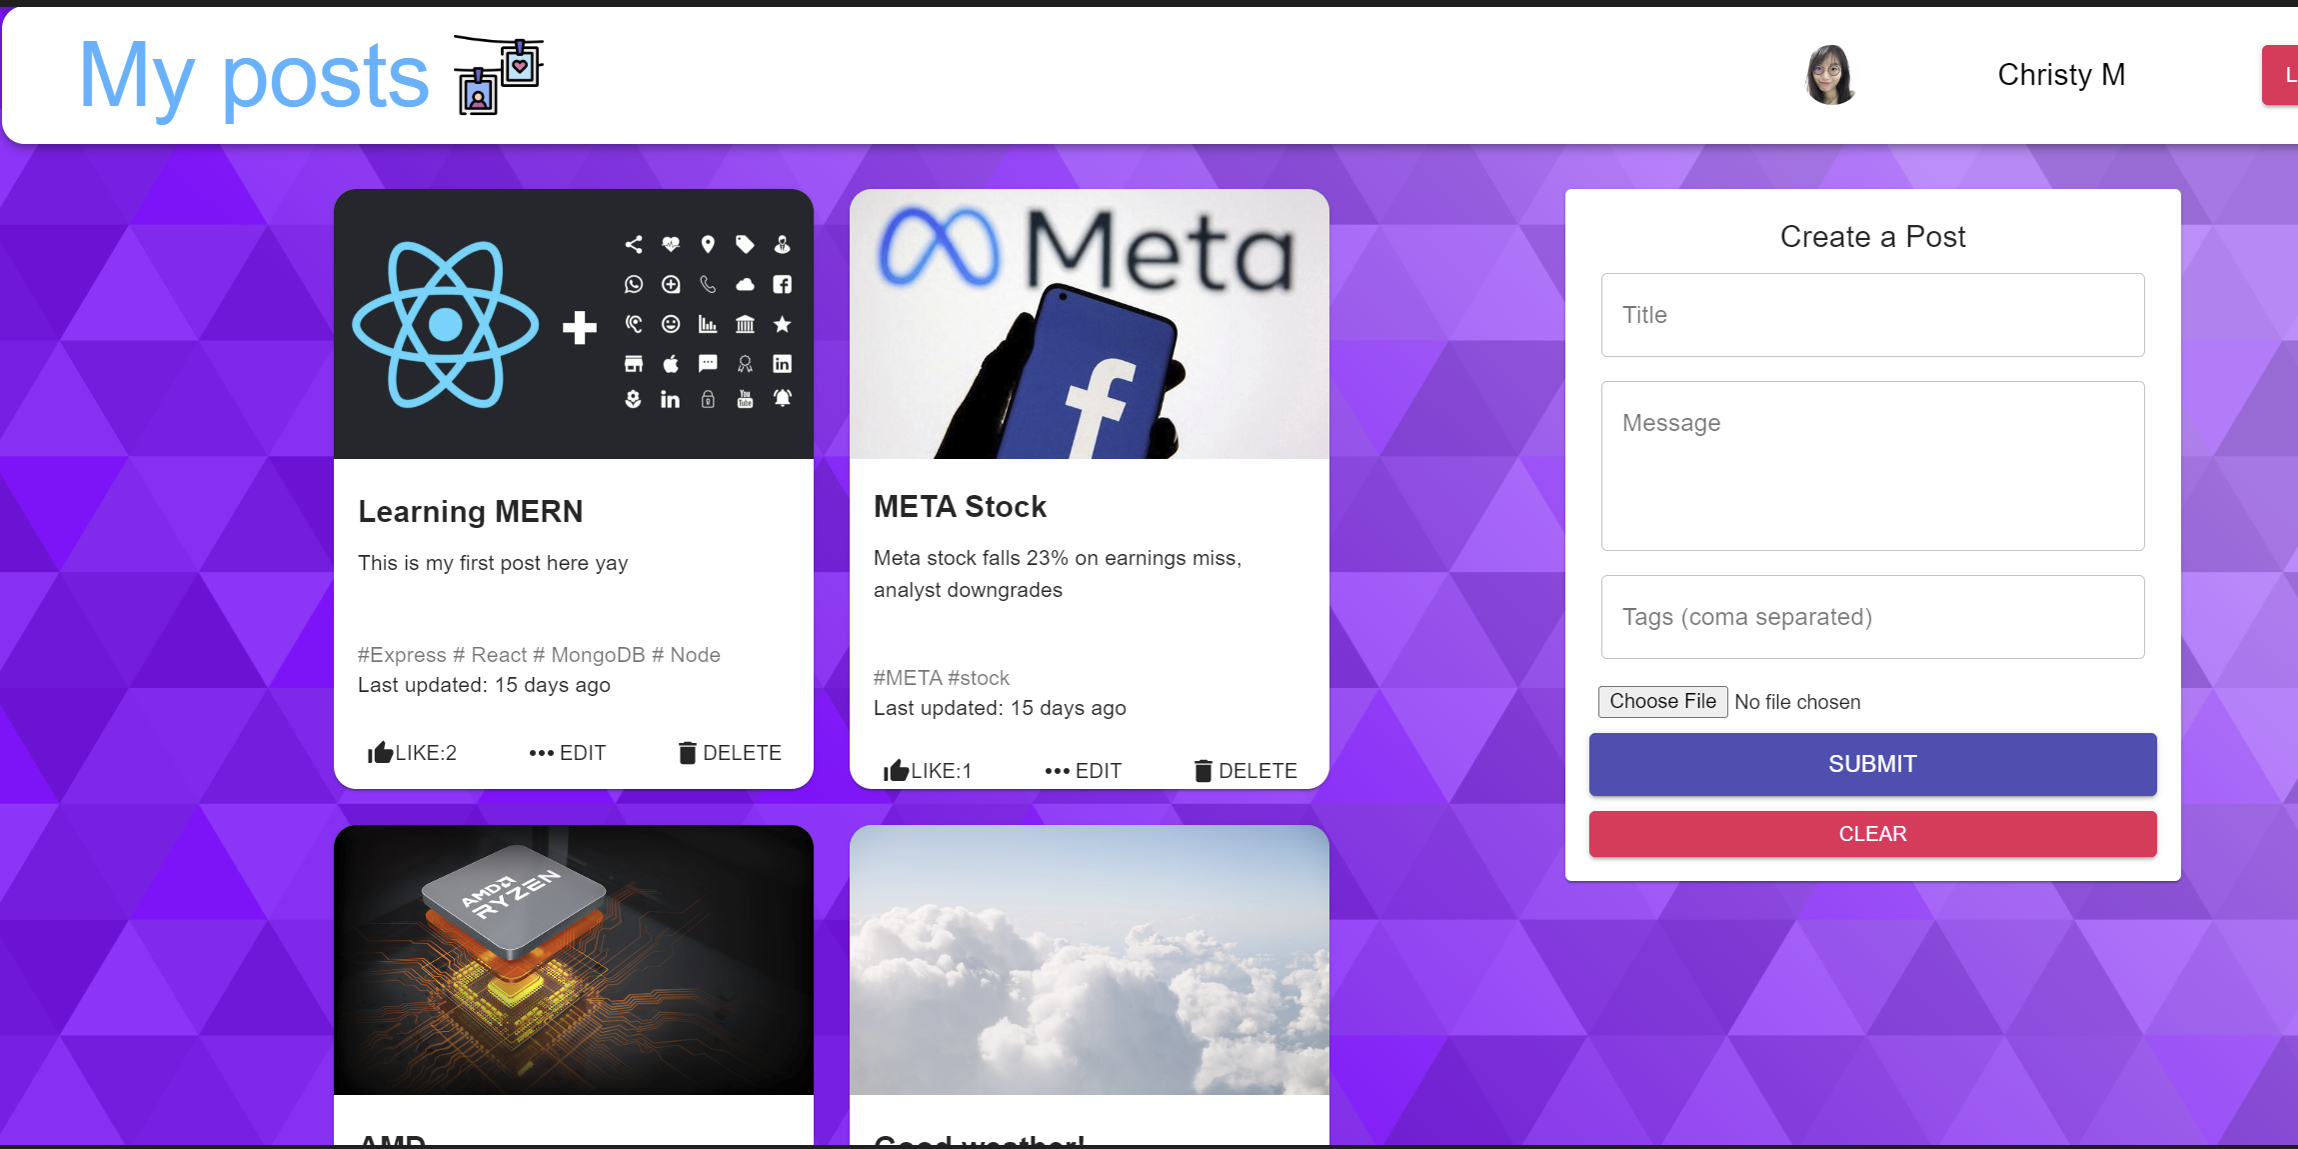 My posts
Christy M
L
Meta
f
Learning MERN
This is my first post here yay
#Express # React # MongoDB # Node
Last updated: 15 days ago
LIKE:2 EDIT DELETE
META Stock
Meta stock falls 23% on earnings miss,
analyst downgrades
#META #stock
Last updated: 15 days ago
LIKE:1 EDIT DELETE
Create a Post
Title
Message
Tags (coma separated)
Choose File No file chosen
SUBMIT
CLEAR
AMD
RYZEN
AMD
Good weather!